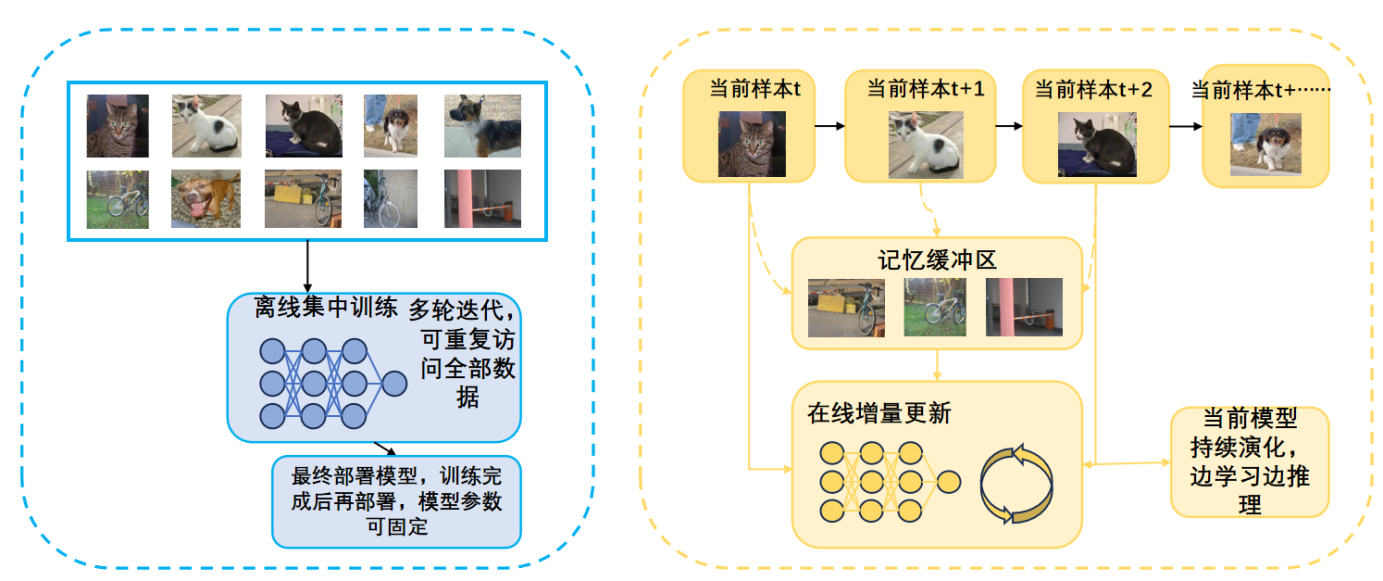 离线集中训练
多轮迭代，
可重复访
问全部数
据
最终部署模型，训练完
成后再部署，模型参数
可固定
当前样本t
当前样本t+1
当前样本t+2
当前样本t+……
记忆缓冲区
在线增量更新
当前模型
持续演化，
边学习边推
理